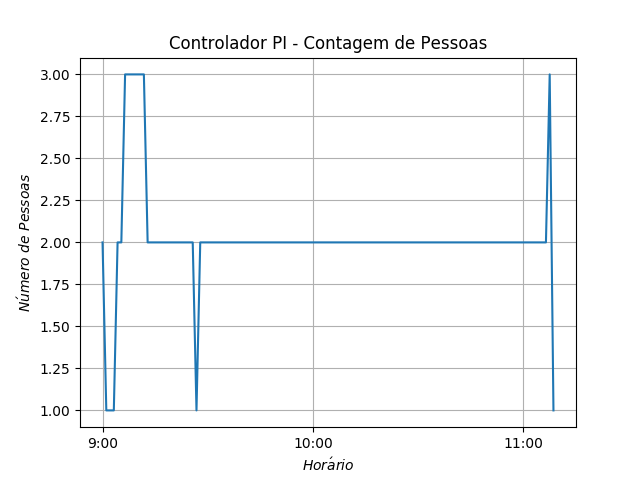 Controlador PI - Contagem de Pessoas
3.00
2.75
2.50
2.25
2.00
1.75
1.50
1.25
1.00
Número de Pessoas
9:00 10:00 11:00
Horário